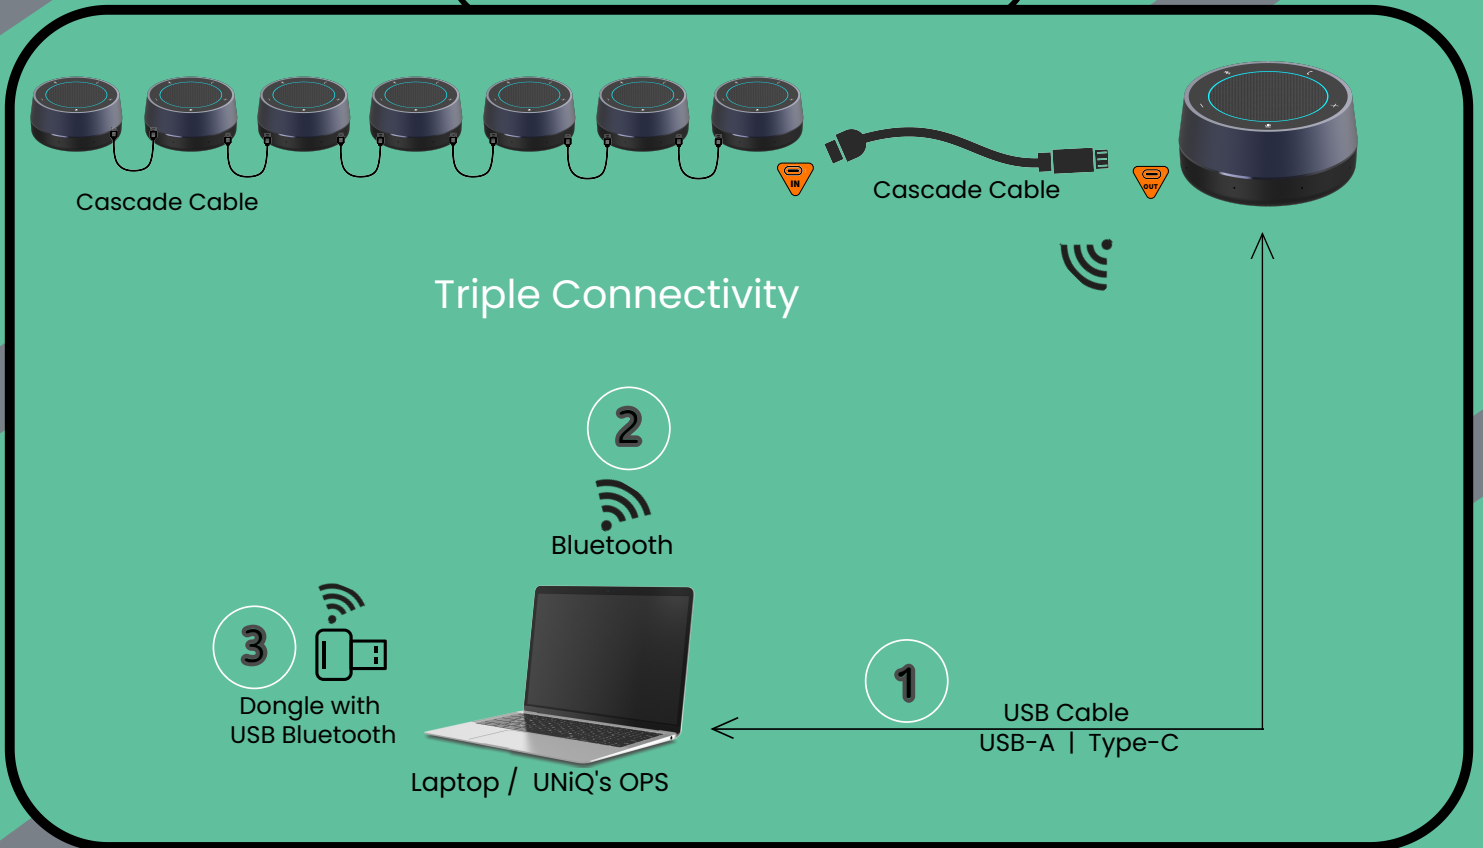 IN
OUT
Cascade Cable
Cascade Cable
Triple Connectivity
2
Bluetooth
3
Dongle with
USB Bluetooth
1
USB Cable
USB-A | Type-C
Laptop / UNiQ's OPS